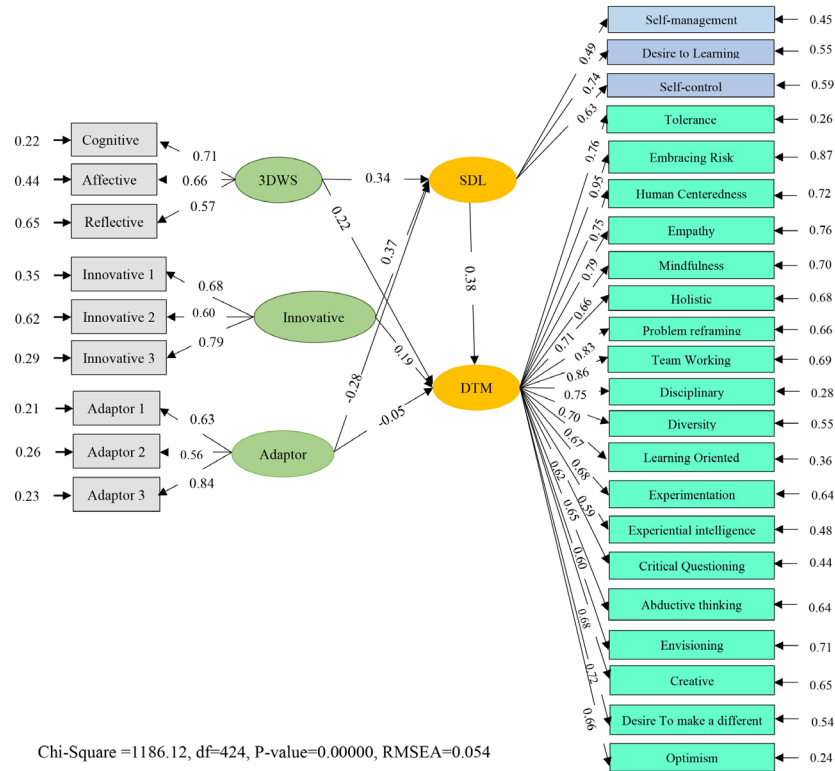 Self-management
0.45
Desire to Learning
0.55
Self-control
0.59
Tolerance
0.26
Embracing Risk
0.87
Human Centeredness
0.72
Empathy
0.76
Mindfulness
0.70
Holistic
0.68
Problem reframing
0.66
Team Working
0.69
Disciplinary
0.28
Diversity
0.55
Learning Oriented
0.36
Experimentation
0.64
Experiential intelligence
0.48
Critical Questioning
0.44
Abductive thinking
0.64
Envisioning
0.71
Creative
0.65
Desire To make a different
0.54
Optimism
0.24
0.49
0.74
0.63
0.76
0.95
0.75
0.79
0.66
0.71
0.83
0.86
0.75
0.70
0.67
0.68
0.59
0.62
0.65
0.60
0.68
0.72
0.66
0.22
Cognitive
0.71
0.44
Affective
0.66
0.65
Reflective
0.57
3DWS
0.34
SDL
0.22
0.37
0.38
0.35
Innovative 1
0.68
0.62
Innovative 2
0.60
0.29
Innovative 3
0.79
Innovative
0.19
-0.28
DTM
-0.05
0.21
Adaptor 1
0.63
0.26
Adaptor 2
0.56
0.23
Adaptor 3
0.84
Adaptor
Chi-Square =1186.12, df=424, P-value=0.00000, RMSEA=0.054